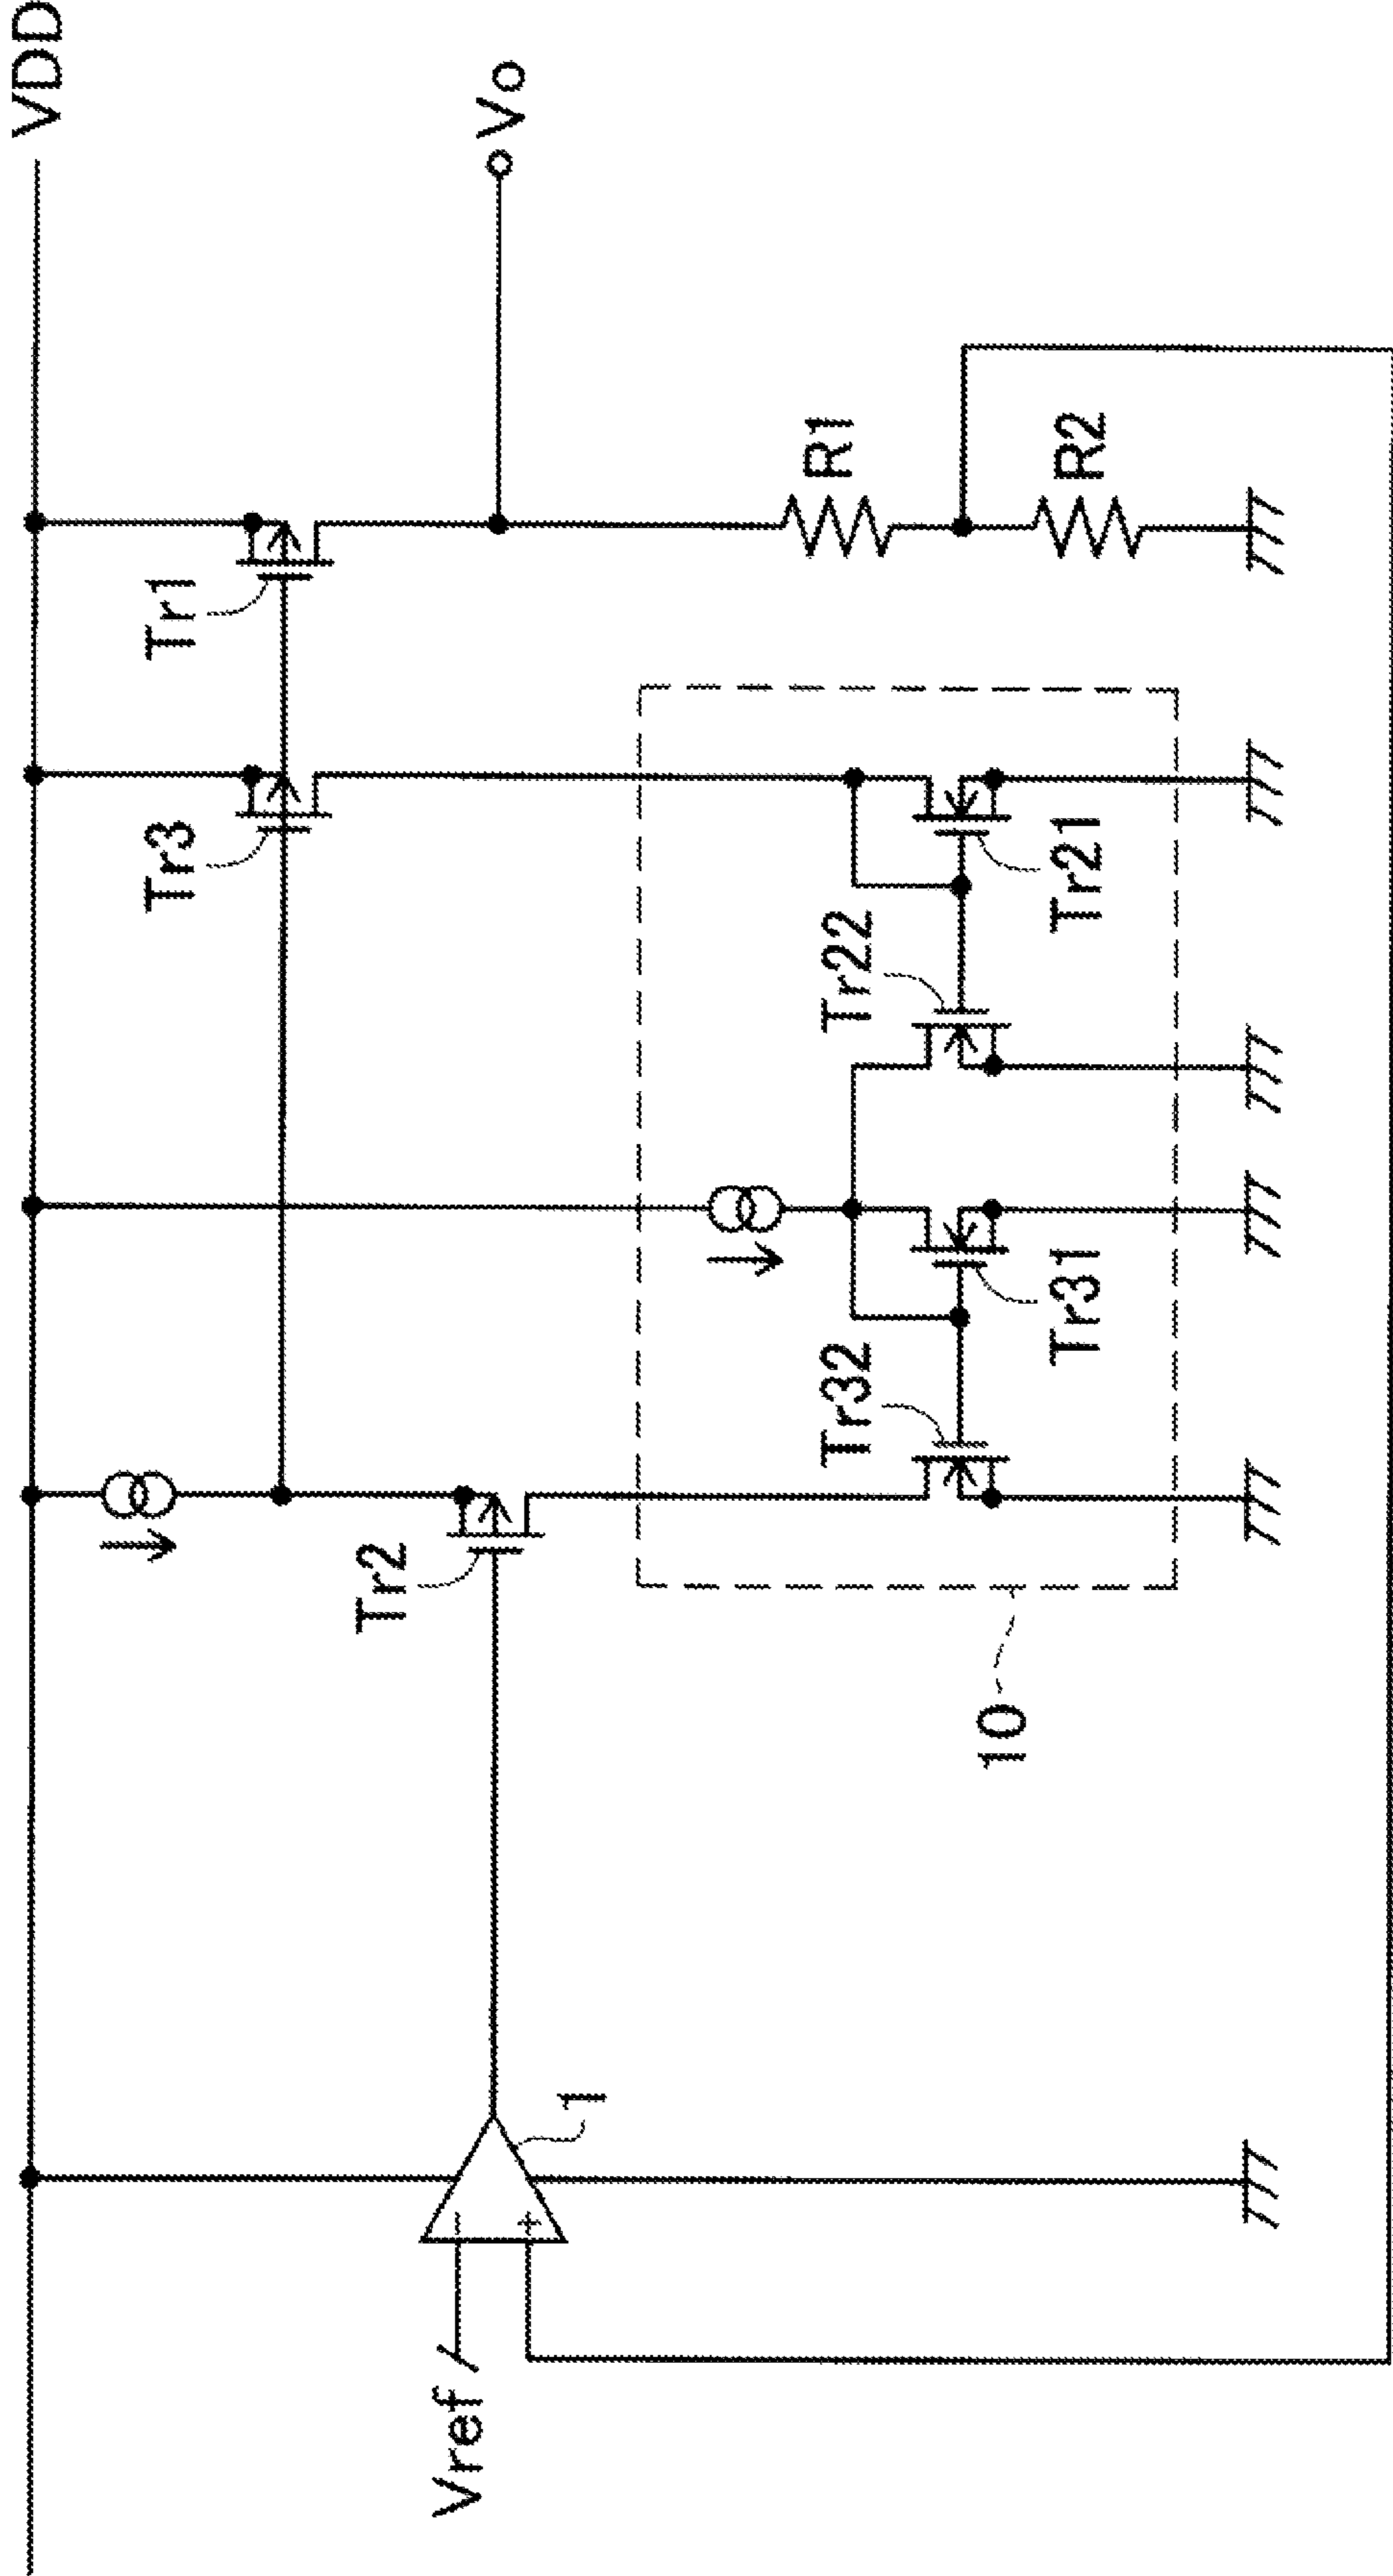 VDD
Vo
Tr1
R1
R2
Tr3
Tr22
Tr21
Tr2
Tr32
Tr31
10
1
−
+
Vref